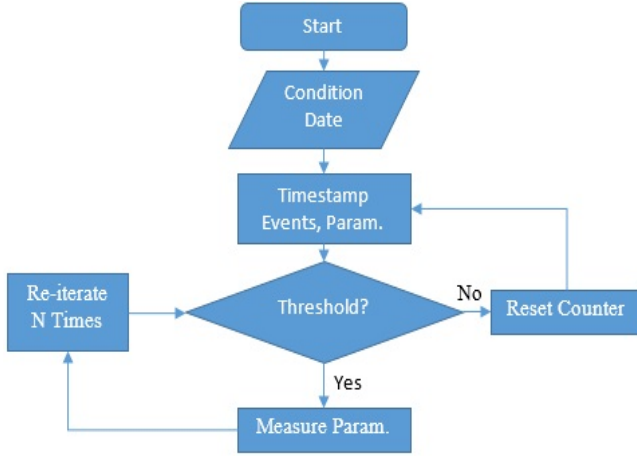 Start
Condition
Date
Timestamp
Events, Param.
Threshold?
No
Reset Counter
Re-iterate
N Times
Yes
Measure Param.